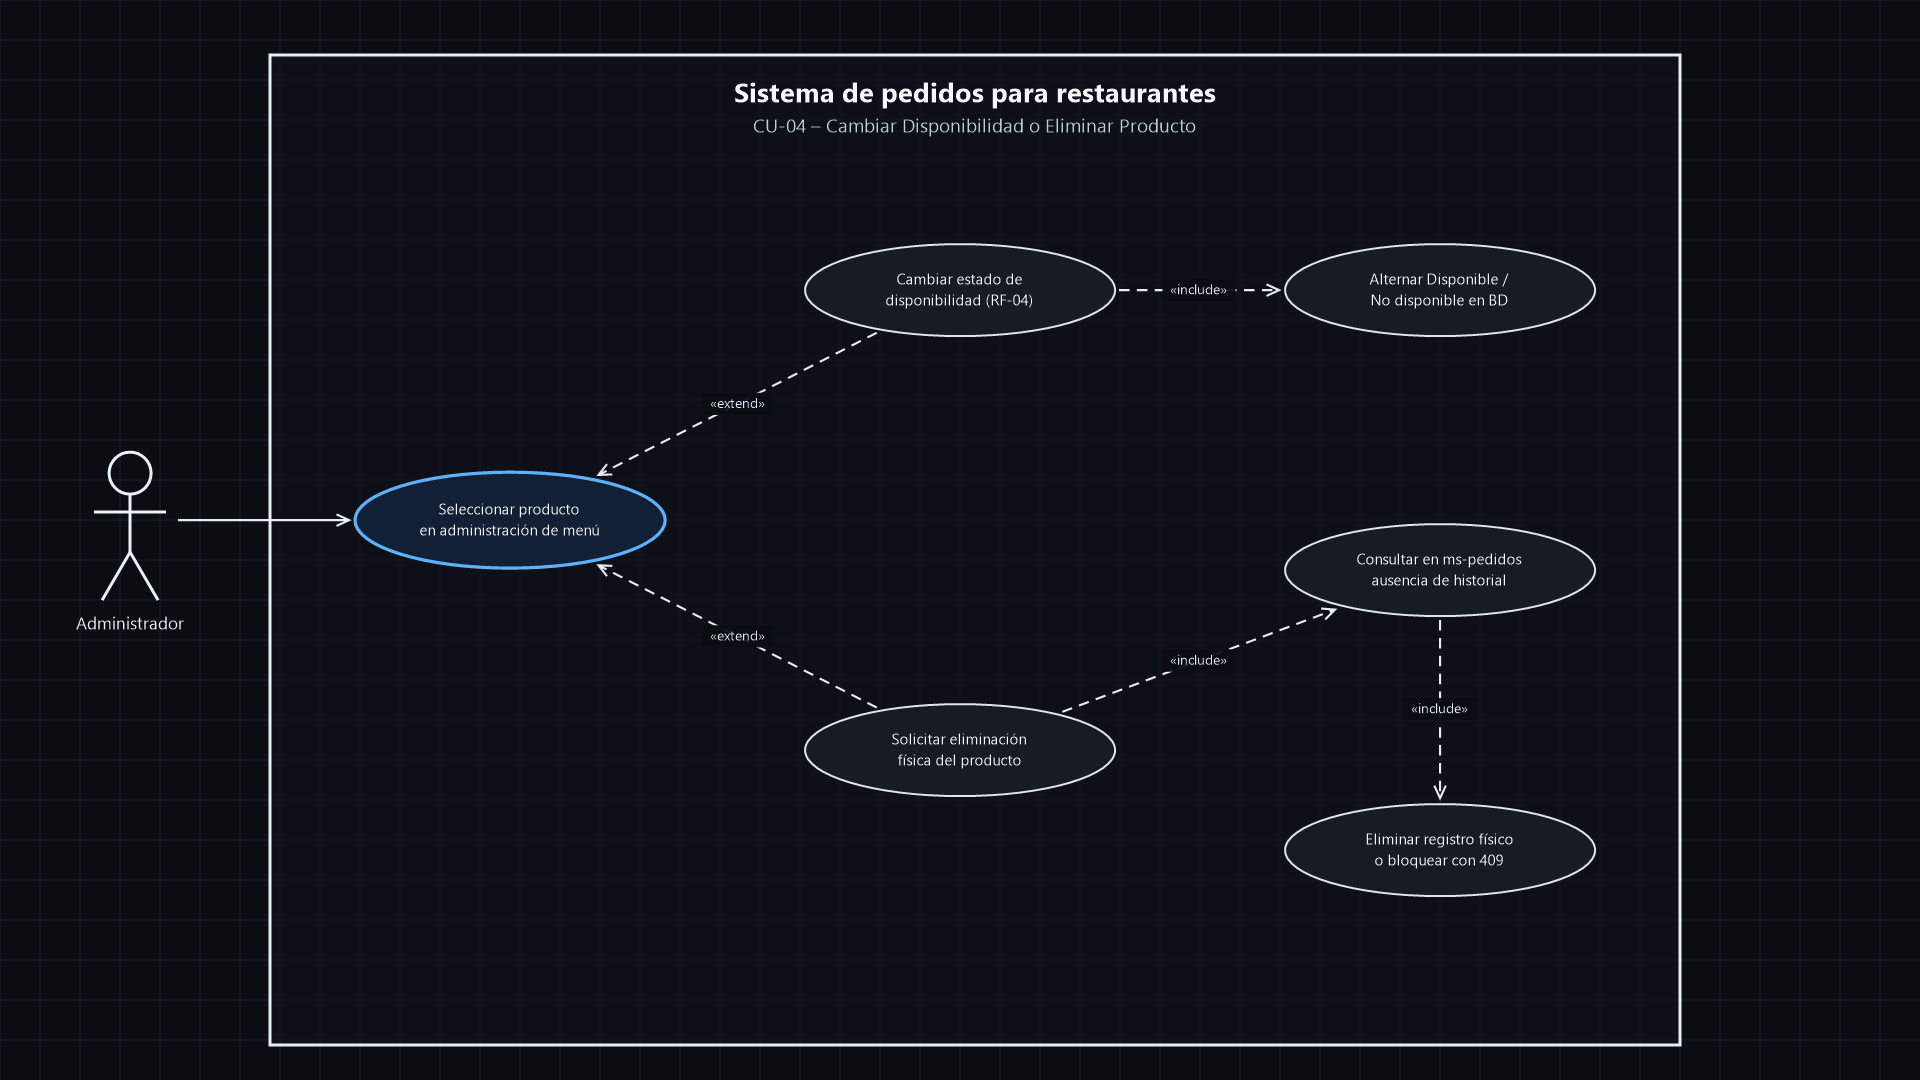 Sistema de pedidos para restaurantes
CU-04 – Cambiar Disponibilidad o Eliminar Producto
Cambiar estado de
disponibilidad (RF-04)
«include»
Alternar Disponible /
No disponible en BD
«extend»
Seleccionar producto
en administración de menú
Administrador
«extend»
Consultar en ms-pedidos
ausencia de historial
«include»
«include»
Solicitar eliminación
física del producto
Eliminar registro físico
o bloquear con 409